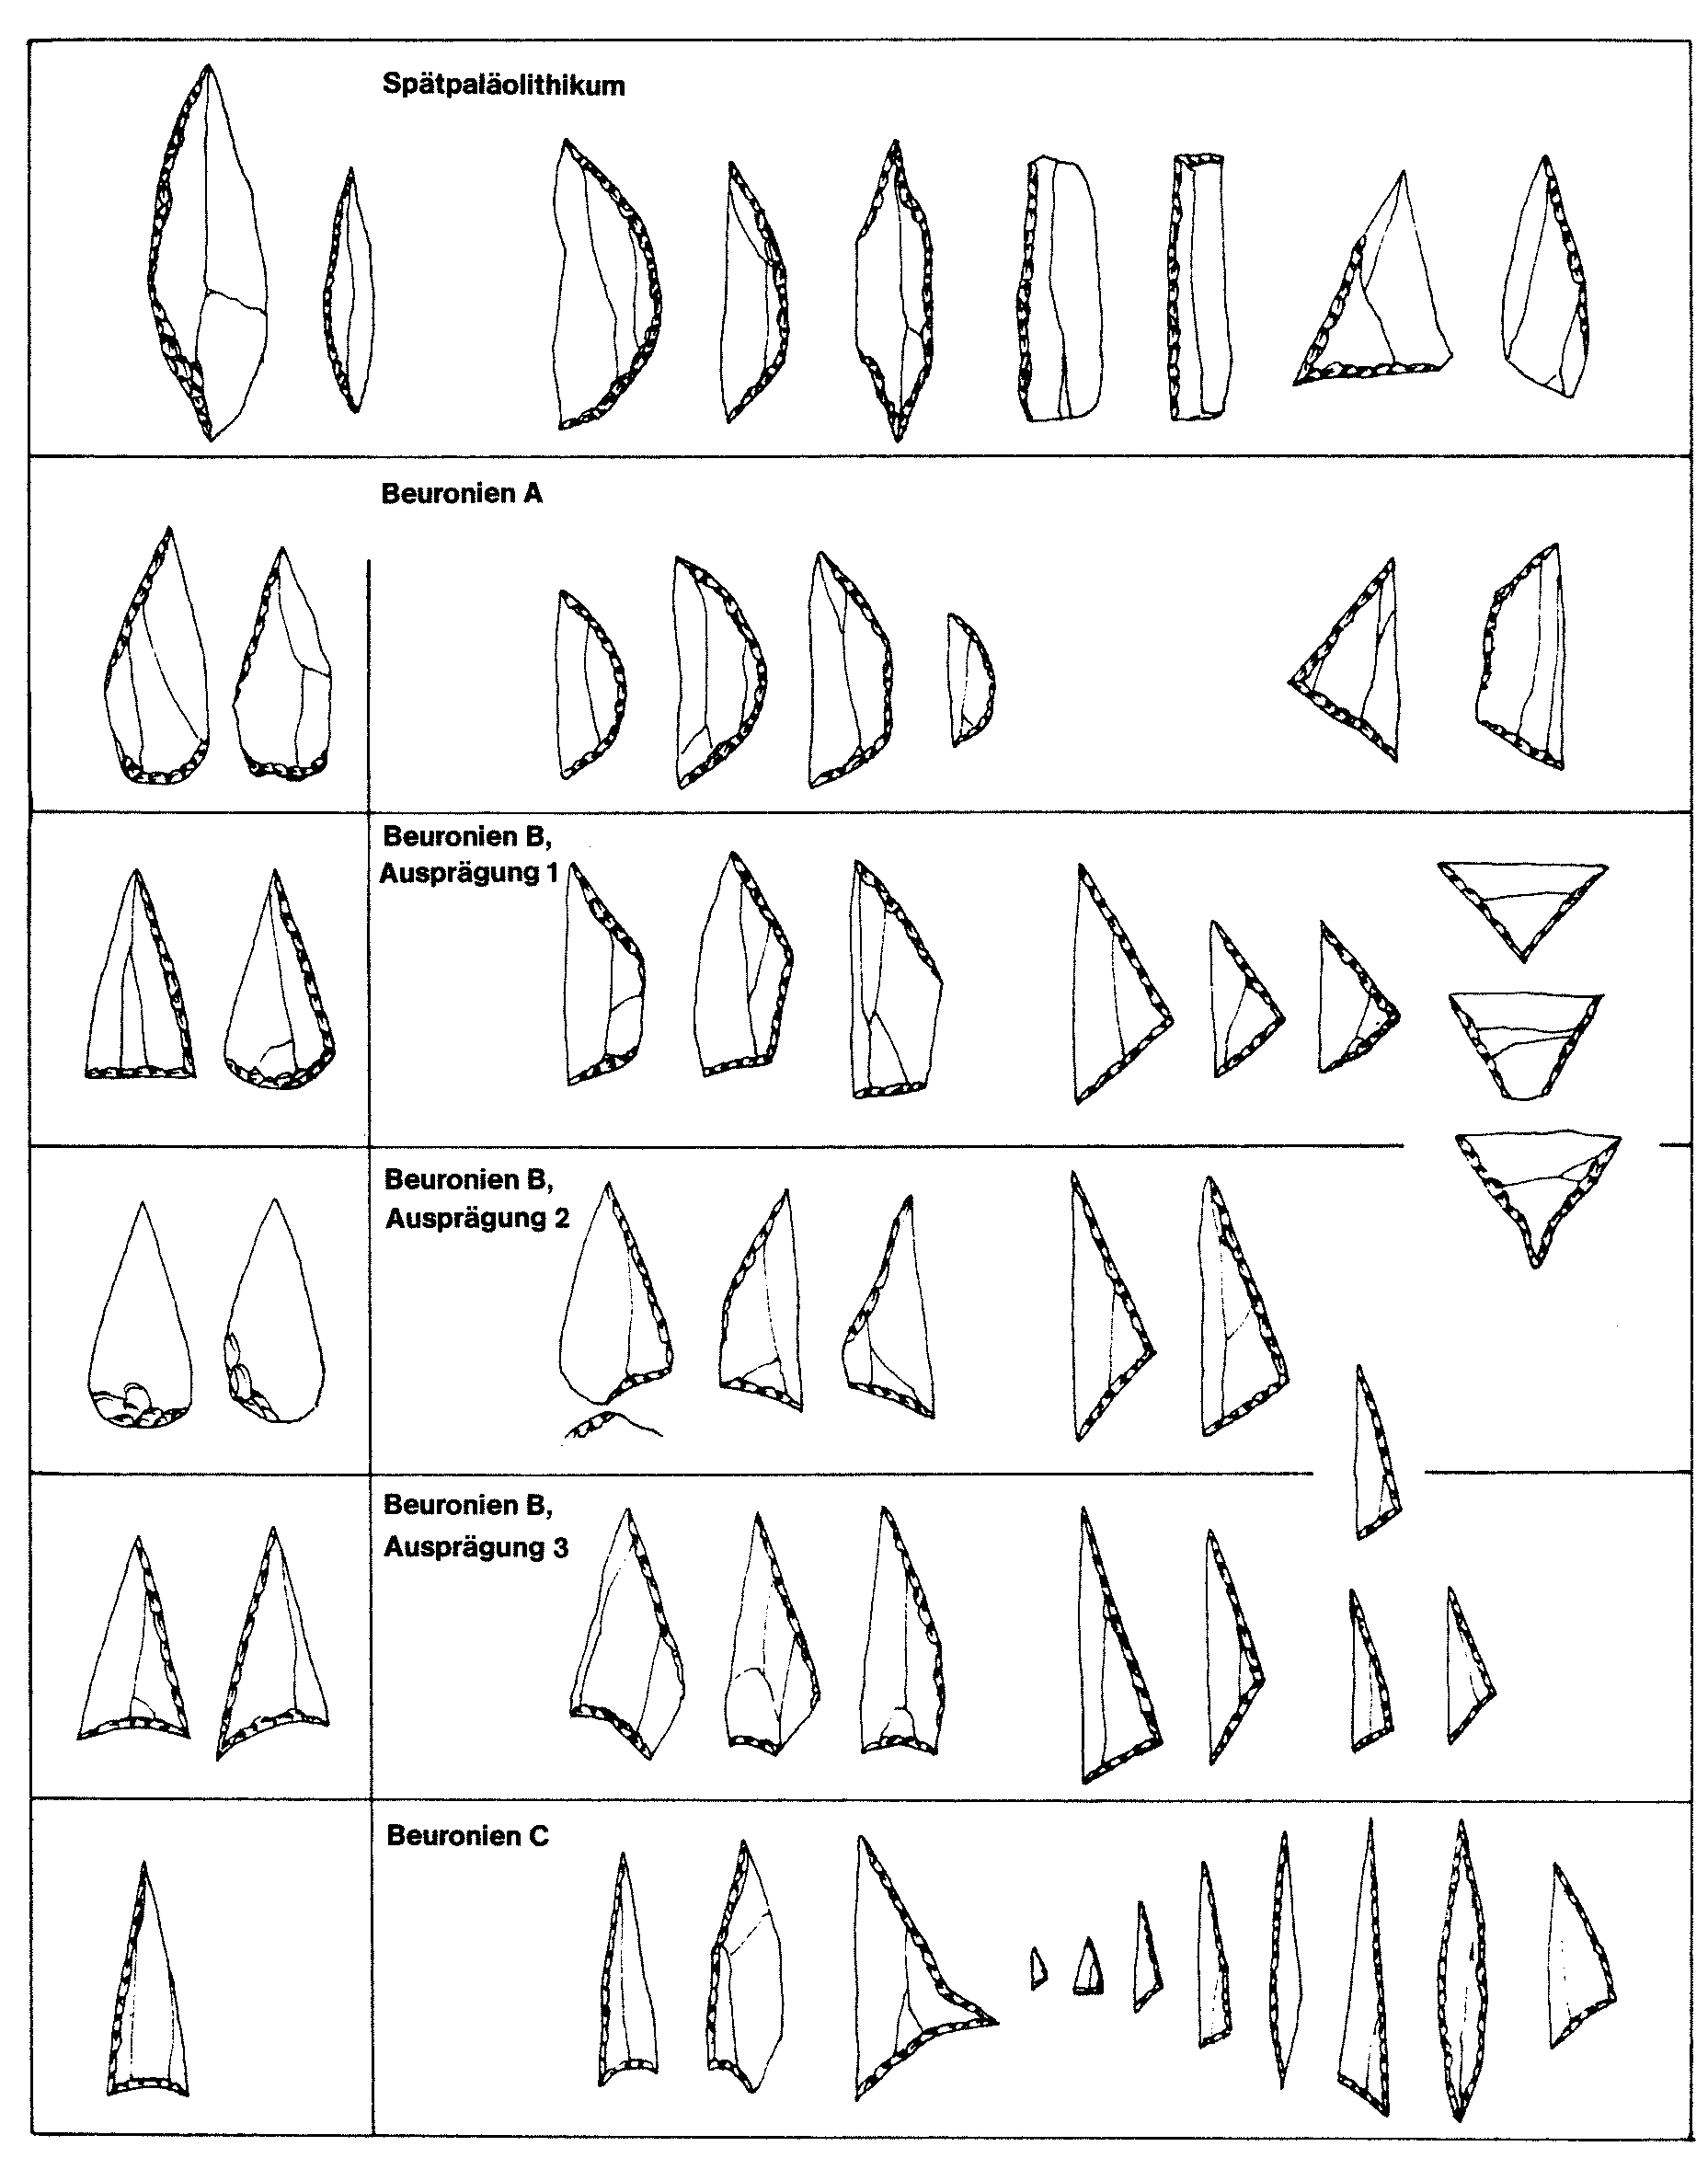 Spätpaläolithikum
Beuronien A
Beuronien B,
Ausprägung 1
Beuronien B,
Ausprägung 2
Beuronien B,
Ausprägung 3
Beuronien C